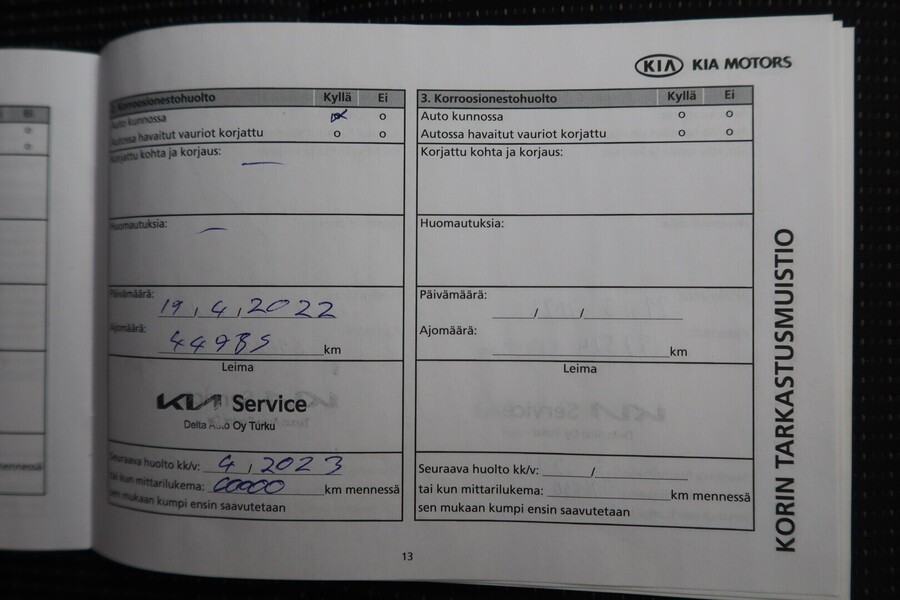 KIA KIA MOTORS
. Korroosionestohuolto Kyllä Ei
Auto kunnossa x o
Autossa havaitut vauriot korjattu o o
Korjattu kohta ja korjaus: —
Huomautuksia: —
Päivämäärä:
19 / 4 / 2022
Ajomäärä:
44985 km
Leima
KIA Service
Delta Auto Oy Turku
Seuraava huolto kk/v: 4 / 2023
tai kun mittarilukema: km mennessä
sen mukaan kumpi ensin saavutetaan
3. Korroosionestohuolto Kyllä Ei
Auto kunnossa o o
Autossa havaitut vauriot korjattu o o
Korjattu kohta ja korjaus:
Huomautuksia:
Päivämäärä:
/ /
Ajomäärä:
km
Leima
Seuraava huolto kk/v: /
tai kun mittarilukema: km mennessä
sen mukaan kumpi ensin saavutetaan
KORIN TARKASTUSMUISTIO
13